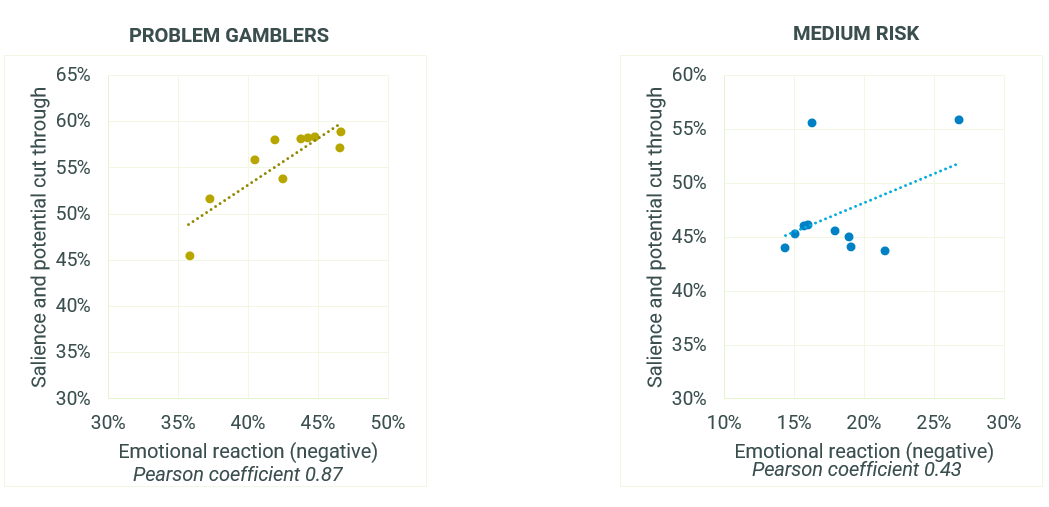 PROBLEM GAMBLERS
Salience and potential cut through
65%
60%
55%
50%
45%
40%
35%
30%
30% 35% 40% 45% 50%
Emotional reaction (negative)
Pearson coefficient 0.87
MEDIUM RISK
Salience and potential cut through
60%
55%
50%
45%
40%
35%
30%
10% 15% 20% 25% 30%
Emotional reaction (negative)
Pearson coefficient 0.43